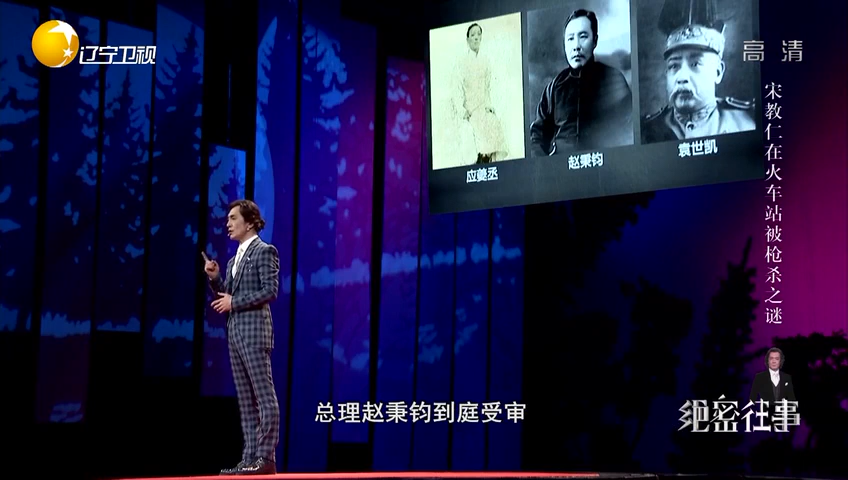 辽宁卫视
高清
应夔丞
赵秉钧
袁世凯
宋教仁在火车站被枪杀之谜
总理赵秉钧到庭受审
绝密往事